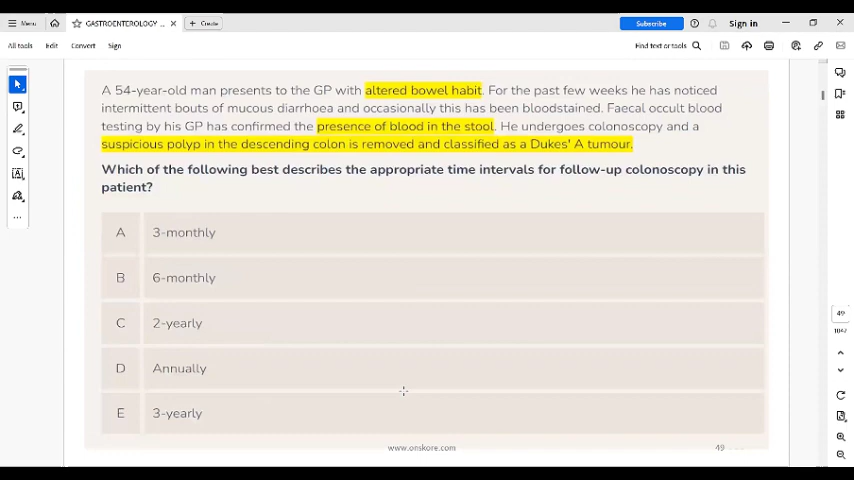 Menu
GASTROENTEROLOGY ...
Create
Subscribe
Sign in
All tools
Edit
Convert
Sign
Find text or tools
A 54-year-old man presents to the GP with altered bowel habit. For the past few weeks he has noticed
intermittent bouts of mucous diarrhoea and occasionally this has been bloodstained. Faecal occult blood
testing by his GP has confirmed the presence of blood in the stool. He undergoes colonoscopy and a
suspicious polyp in the descending colon is removed and classified as a Dukes' A tumour.
Which of the following best describes the appropriate time intervals for follow-up colonoscopy in this
patient?
A 3-monthly
B 6-monthly
C 2-yearly
D Annually
E 3-yearly
www.onskore.com
49
49